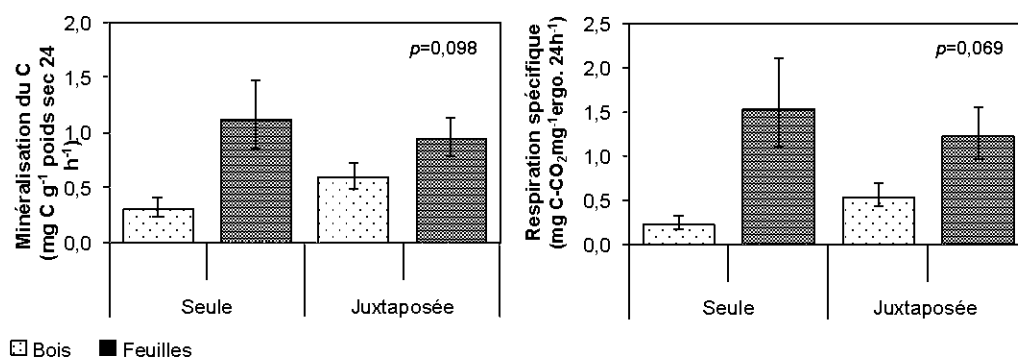 Minéralisation du C
(mg C g⁻¹ poids sec 24
h⁻¹)
2,0
1,5
1,0
0,5
0,0
p=0,098
Seule
Juxtaposée
Respiration spécifique
(mg C-CO₂mg⁻¹ergo. 24h⁻¹)
2,5
2,0
1,5
1,0
0,5
0,0
p=0,069
Seule
Juxtaposée
Bois
Feuilles